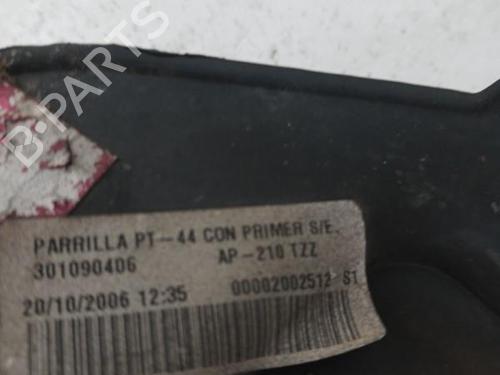 B-PARTS
PARRILLA PT-44 CON PRIMER S/E.
301090406 AP-210 TZZ
20/10/2006 12:35 00002002512 S1